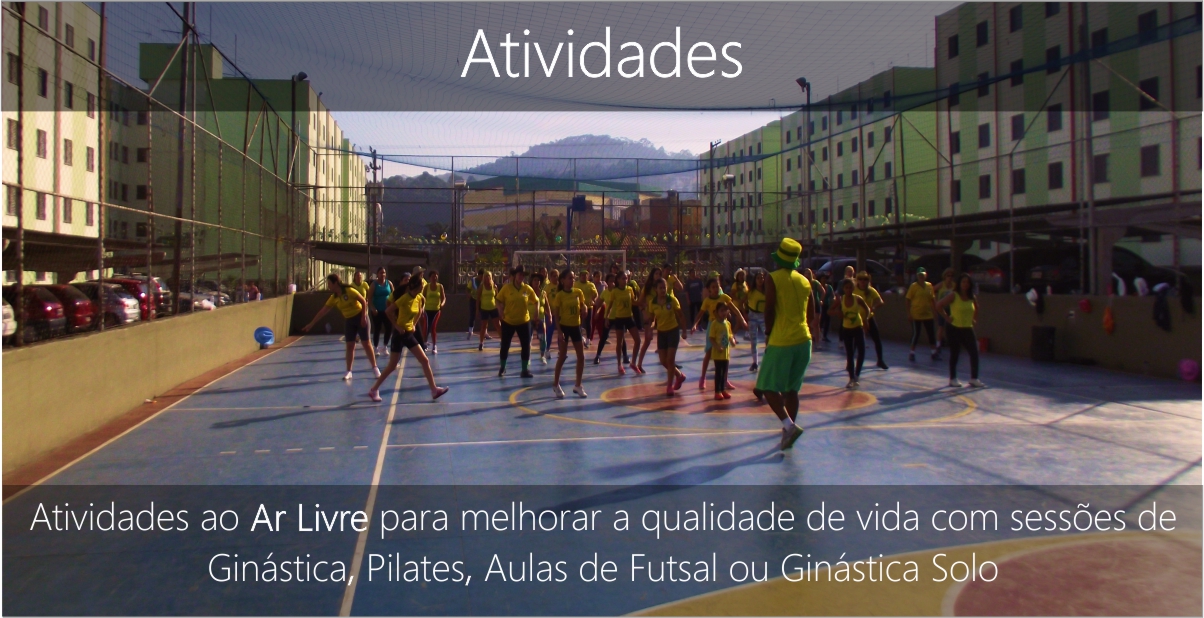 Atividades
Atividades ao Ar Livre para melhorar a qualidade de vida com sessões de
Ginástica, Pilates, Aulas de Futsal ou Ginástica Solo